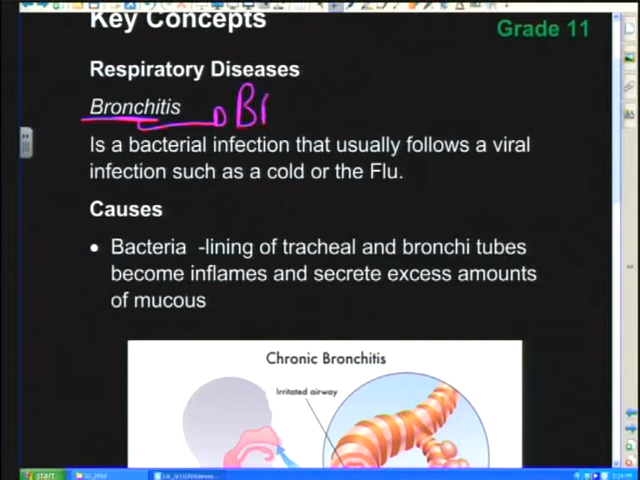 Key Concepts
Grade 11
Respiratory Diseases
Bronchitis
BI
Is a bacterial infection that usually follows a viral
infection such as a cold or the Flu.
Causes
• Bacteria -lining of tracheal and bronchi tubes
become inflames and secrete excess amounts
of mucous
Chronic Bronchitis
Irritated airway
start